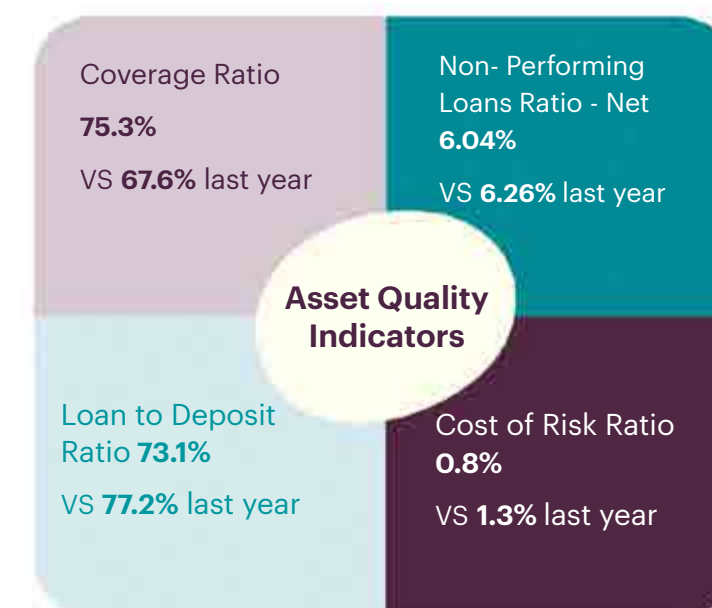 Coverage Ratio
75.3%
VS 67.6% last year
Non- Performing
Loans Ratio - Net
6.04%
VS 6.26% last year
Asset Quality
Indicators
Loan to Deposit
Ratio 73.1%
VS 77.2% last year
Cost of Risk Ratio
0.8%
VS 1.3% last year